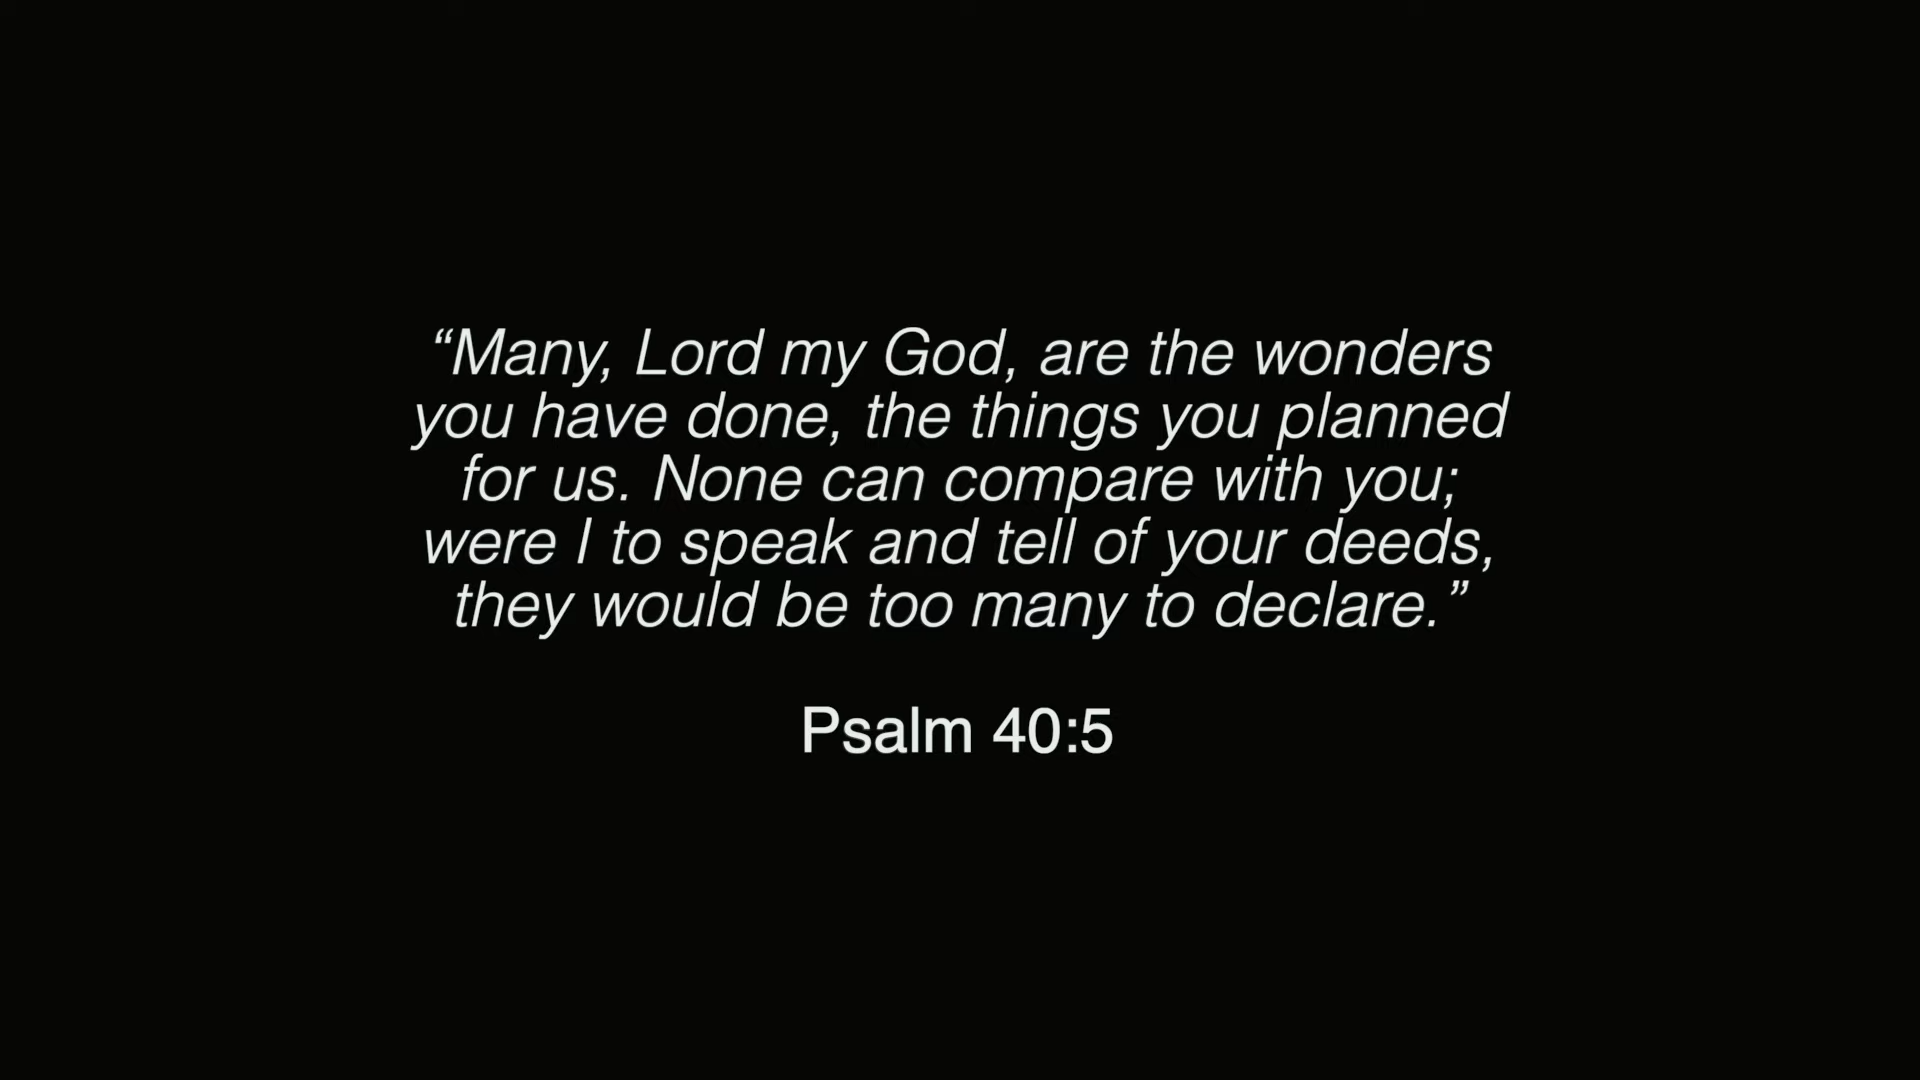 “Many, Lord my God, are the wonders
you have done, the things you planned
for us. None can compare with you;
were I to speak and tell of your deeds,
they would be too many to declare.”
Psalm 40:5